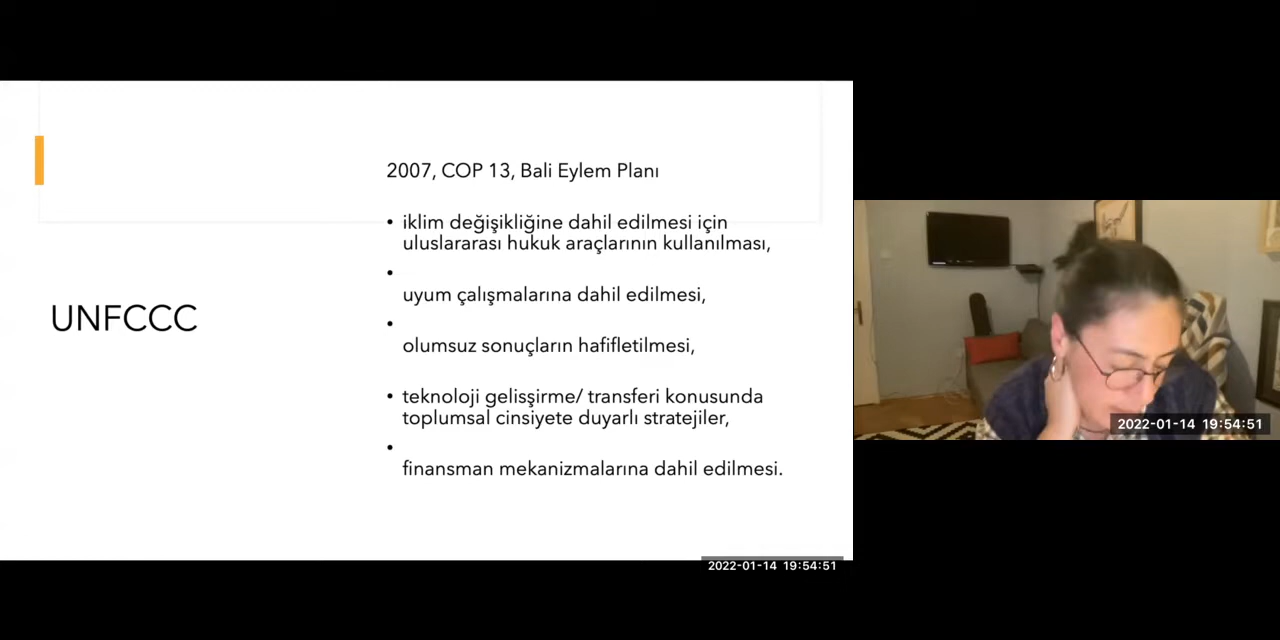 UNFCCC
2007, COP 13, Bali Eylem Planı
• iklim değişikliğine dahil edilmesi için
uluslararası hukuk araçlarının kullanılması,
•
uyum çalışmalarına dahil edilmesi,
•
olumsuz sonuçların hafifletilmesi,
• teknoloji gelisşirme/ transferi konusunda
toplumsal cinsiyete duyarlı stratejiler,
•
finansman mekanizmalarına dahil edilmesi.
2022-01-14 19:54:51
2022-01-14 19:54:51